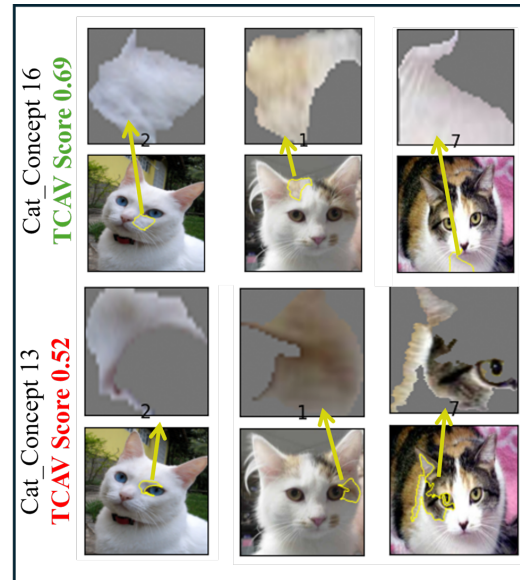 Cat_Concept 16
TCAV Score 0.69
2
1
7
Cat_Concept 13
TCAV Score 0.52
2
1
7